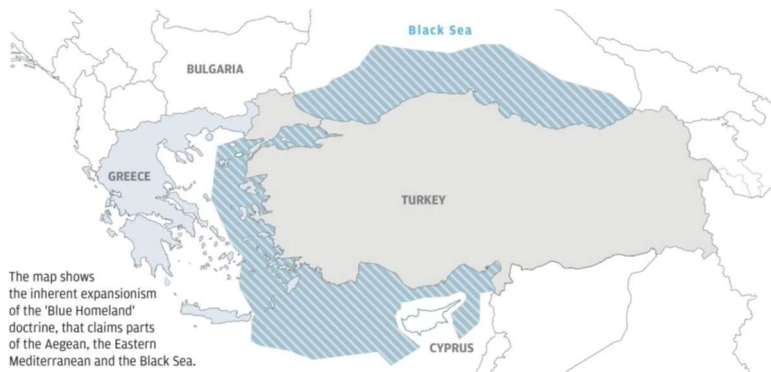 Black Sea
BULGARIA
GREECE
TURKEY
The map shows
the inherent expansionism
of the 'Blue Homeland'
doctrine, that claims parts
of the Aegean, the Eastern
Mediterranean and the Black Sea.
CYPRUS